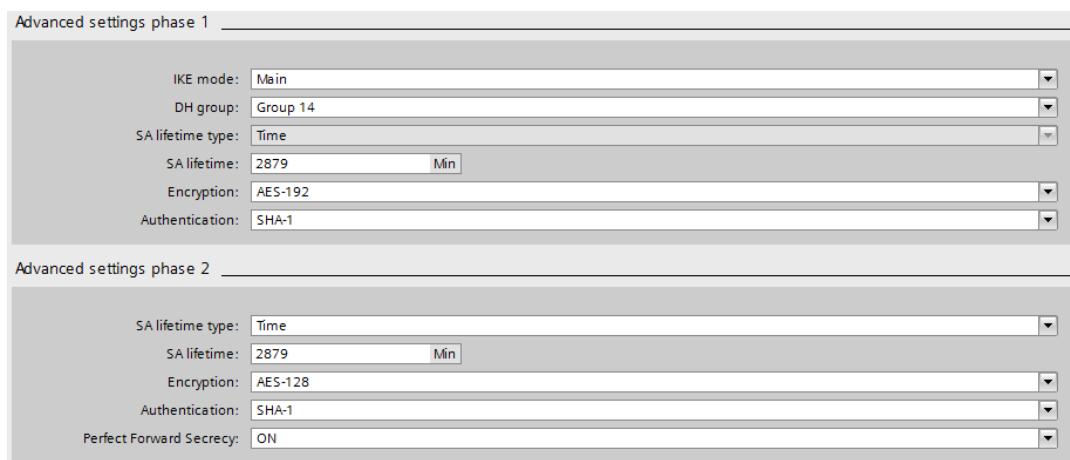 Advanced settings phase 1
IKE mode: Main
DH group: Group 14
SA lifetime type: Time
SA lifetime: 2879 Min
Encryption: AES-192
Authentication: SHA-1
Advanced settings phase 2
SA lifetime type: Time
SA lifetime: 2879 Min
Encryption: AES-128
Authentication: SHA-1
Perfect Forward Secrecy: ON